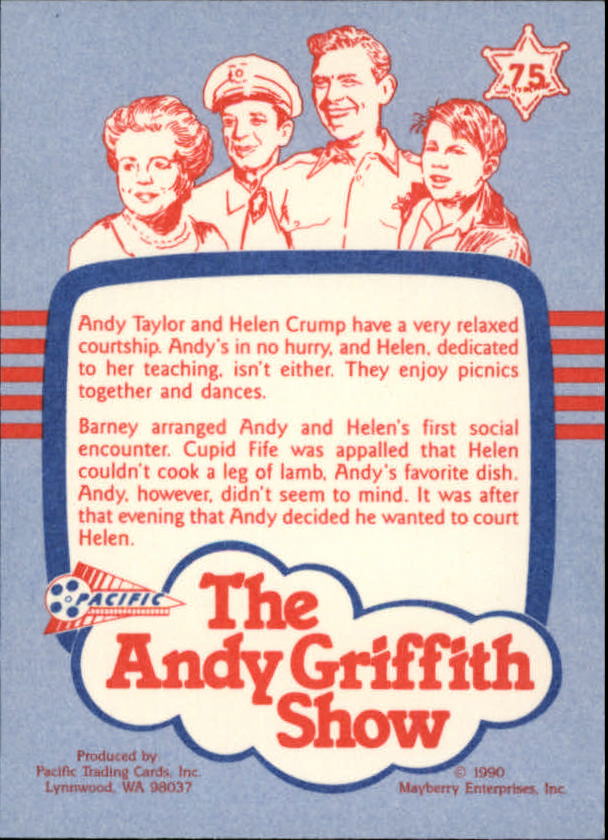 75
Andy Taylor and Helen Crump have a very relaxed
courtship. Andy's in no hurry, and Helen, dedicated
to her teaching, isn't either. They enjoy picnics
together and dances.
Barney arranged Andy and Helen's first social
encounter. Cupid Fife was appalled that Helen
couldn't cook a leg of lamb, Andy's favorite dish.
Andy, however, didn't seem to mind. It was after
that evening that Andy decided he wanted to court
Helen.
PACIFIC
The
Andy Griffith
Show
Produced by
Pacific Trading Cards, Inc.
Lynnwood, WA 98037
© 1990
Mayberry Enterprises, Inc.